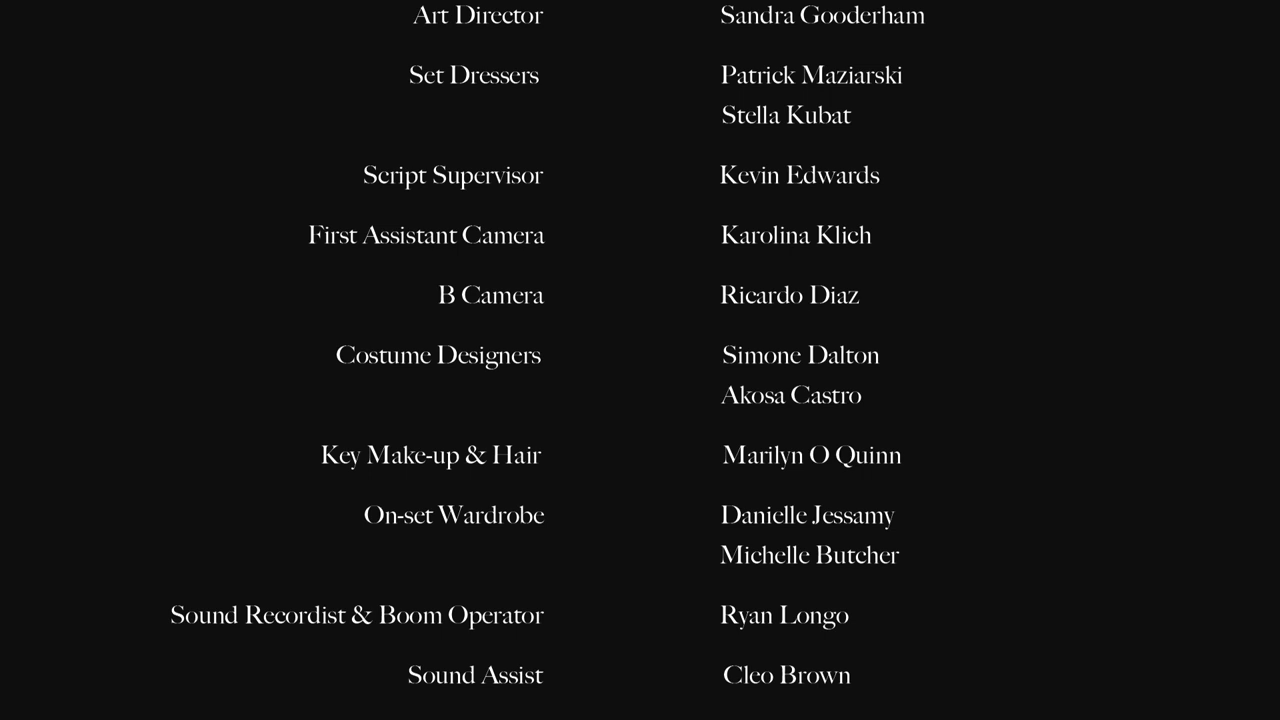 Art Director Sandra Gooderham
Set Dressers Patrick Maziarski
Stella Kubat
Script Supervisor Kevin Edwards
First Assistant Camera Karolina Klich
B Camera Ricardo Diaz
Costume Designers Simone Dalton
Akosa Castro
Key Make-up & Hair Marilyn O Quinn
On-set Wardrobe Danielle Jessamy
Michelle Butcher
Sound Recordist & Boom Operator Ryan Longo
Sound Assist Cleo Brown